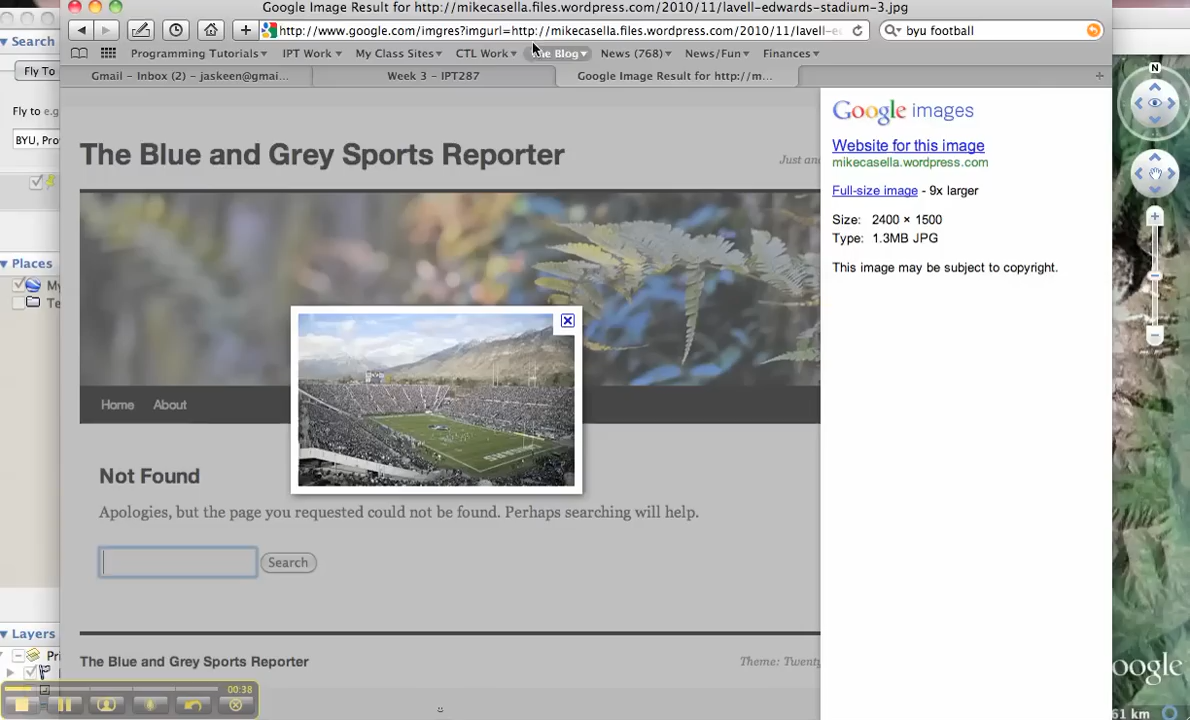 Google Image Result for http://mikecasella.files.wordpress.com/2010/11/lavell-edwards-stadium-3.jpg
http://www.google.com/imgres?imgurl=http://mikecasella.files.wordpress.com/2010/11/lavell-e
byu football
Programming Tutorials
IPT Work
My Class Sites
CTL Work
The Blog
News (768)
News/Fun
Finances
Gmail - Inbox (2) - jaskeen@gmai...
Week 3 - IPT287
Google Image Result for http://m...
Search
Fly To
Fly to e.g
BYU, Pro
Places
My
Te
Layers
Pri
The Blue and Grey Sports Reporter
Just an
Home
About
Not Found
Apologies, but the page you requested could not be found. Perhaps searching will help.
Search
The Blue and Grey Sports Reporter
Theme: Twenty
Google images
Website for this image
mikecasella.wordpress.com
Full-size image - 9x larger
Size: 2400 × 1500
Type: 1.3MB JPG
This image may be subject to copyright.
N
oogle
61 km
00:38